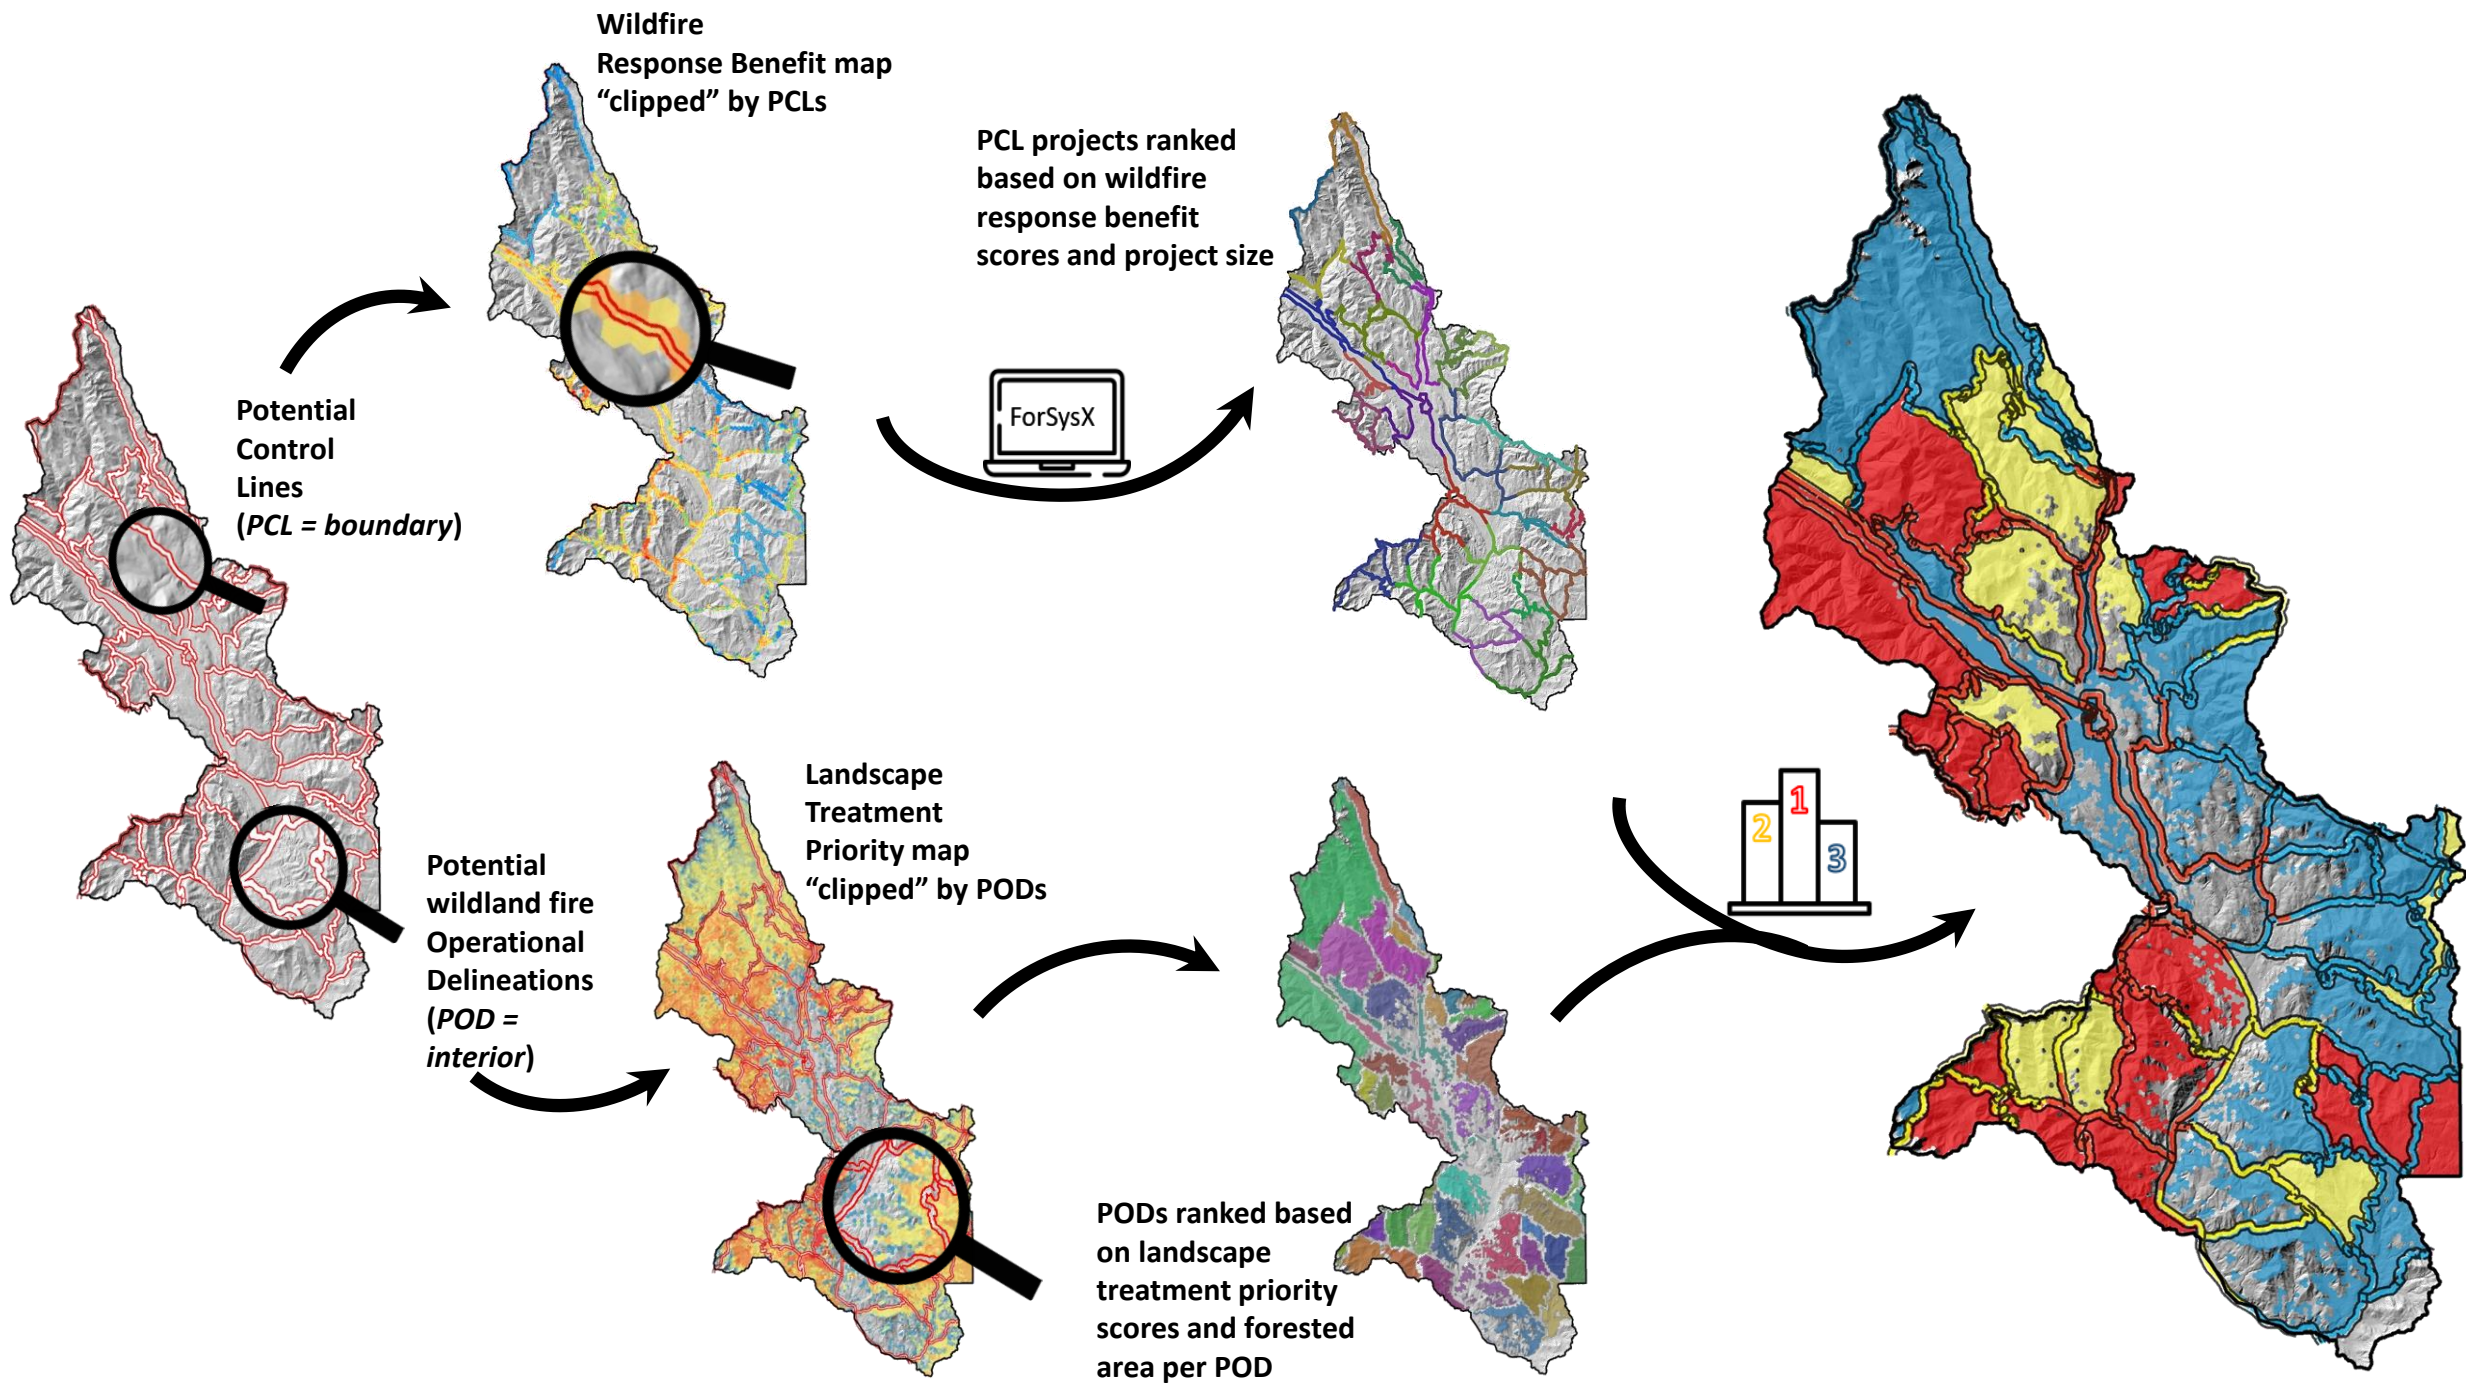 Wildfire
Response Benefit map
“clipped” by PCLs
PCL projects ranked
based on wildfire
response benefit
scores and project size
Potential
Control
Lines
(PCL = boundary)
ForSysX
Landscape
Treatment
Priority map
“clipped” by PODs
2
1
3
Potential
wildland fire
Operational
Delineations
(POD =
interior)
PODs ranked based
on landscape
treatment priority
scores and forested
area per POD